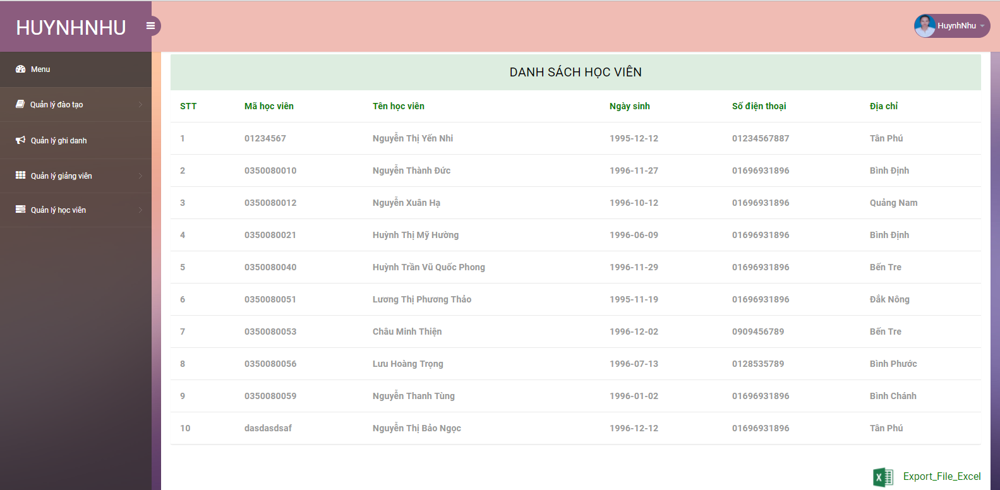 HUYNHNHU
HuynhNhu
Menu
Quản lý đào tạo
Quản lý ghi danh
Quản lý giảng viên
Quản lý học viên
DANH SÁCH HỌC VIÊN
STT Mã học viên Tên học viên Ngày sinh Số điện thoại Địa chỉ
1 01234567 Nguyễn Thị Yến Nhi 1995-12-12 01234567887 Tân Phú
2 0350080010 Nguyễn Thành Đức 1996-11-27 01696931896 Bình Định
3 0350080012 Nguyễn Xuân Hạ 1996-10-12 01696931896 Quảng Nam
4 0350080021 Huỳnh Thị Mỹ Hường 1996-06-09 01696931896 Bình Định
5 0350080040 Huỳnh Trần Vũ Quốc Phong 1996-11-29 01696931896 Bến Tre
6 0350080051 Lương Thị Phương Thảo 1995-11-19 01696931896 Đắk Nông
7 0350080053 Châu Minh Thiện 1996-12-02 0909456789 Bến Tre
8 0350080056 Lưu Hoàng Trọng 1996-07-13 0128535789 Bình Phước
9 0350080059 Nguyễn Thanh Tùng 1996-01-02 01696931896 Bình Chánh
10 dasdasdsaf Nguyễn Thị Bảo Ngọc 1996-12-12 01696931896 Tân Phú
Export_File_Excel